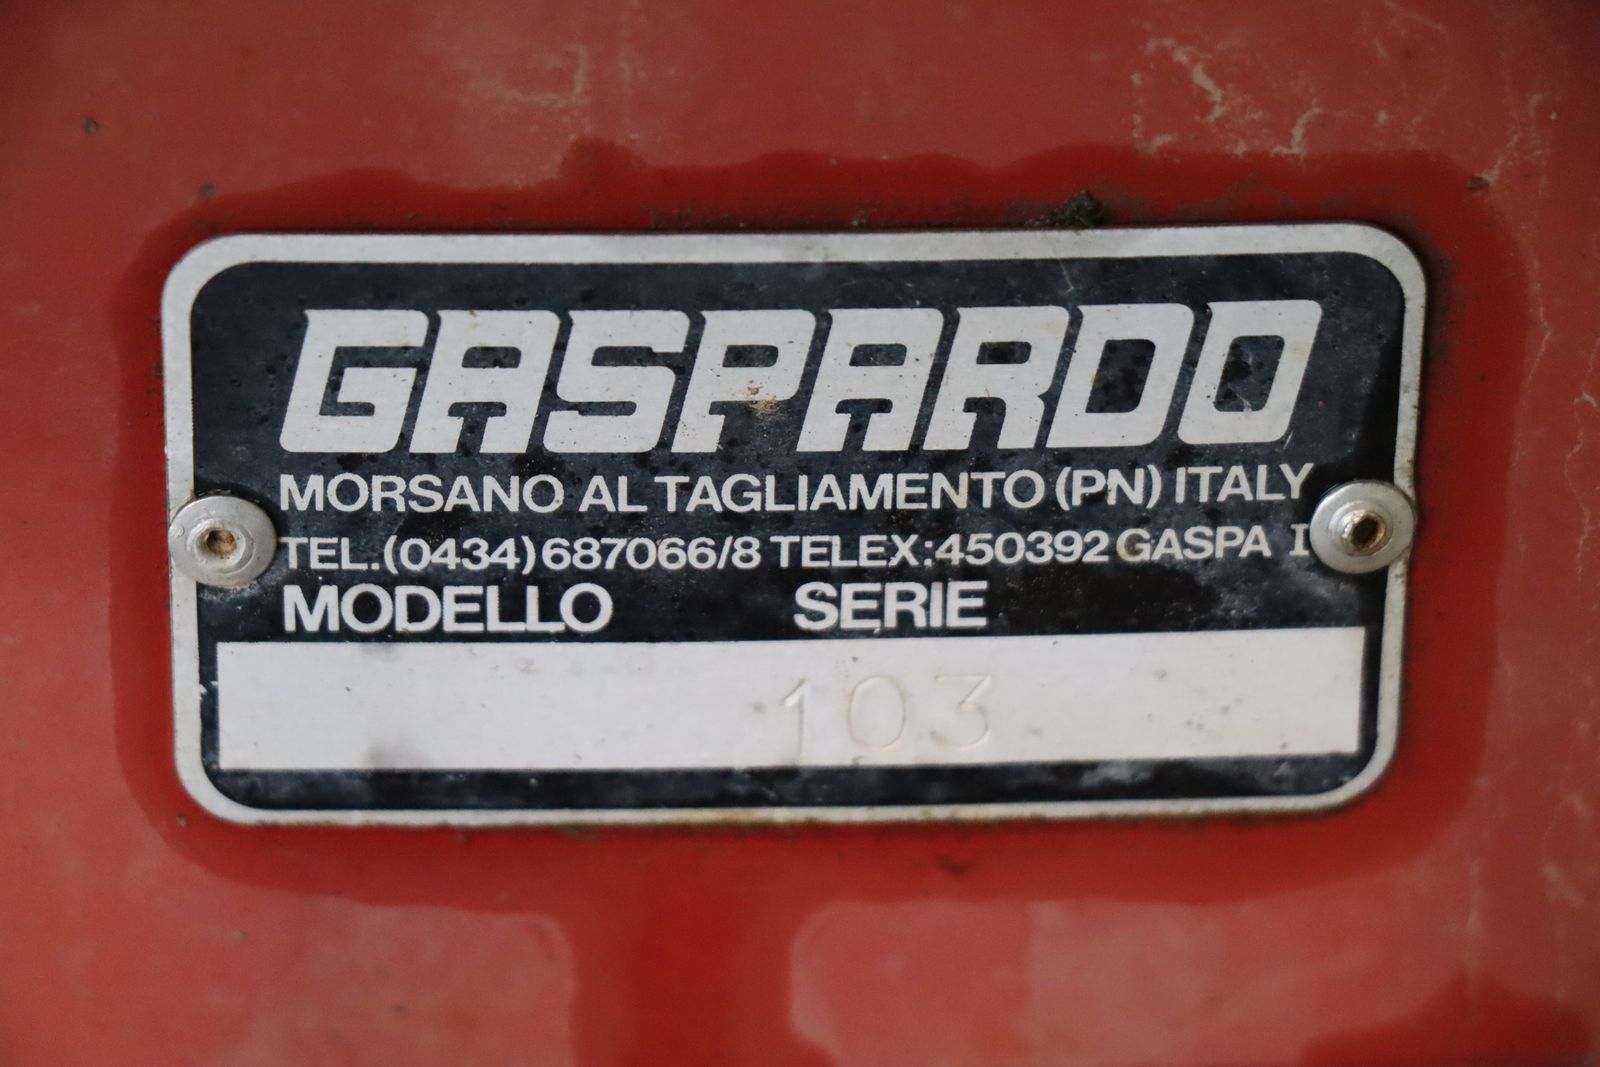 GASPARDO
MORSANO AL TAGLIAMENTO (PN) ITALY
TEL.(0434)687066/8 TELEX:450392 GASPA I
MODELLO SERIE
103